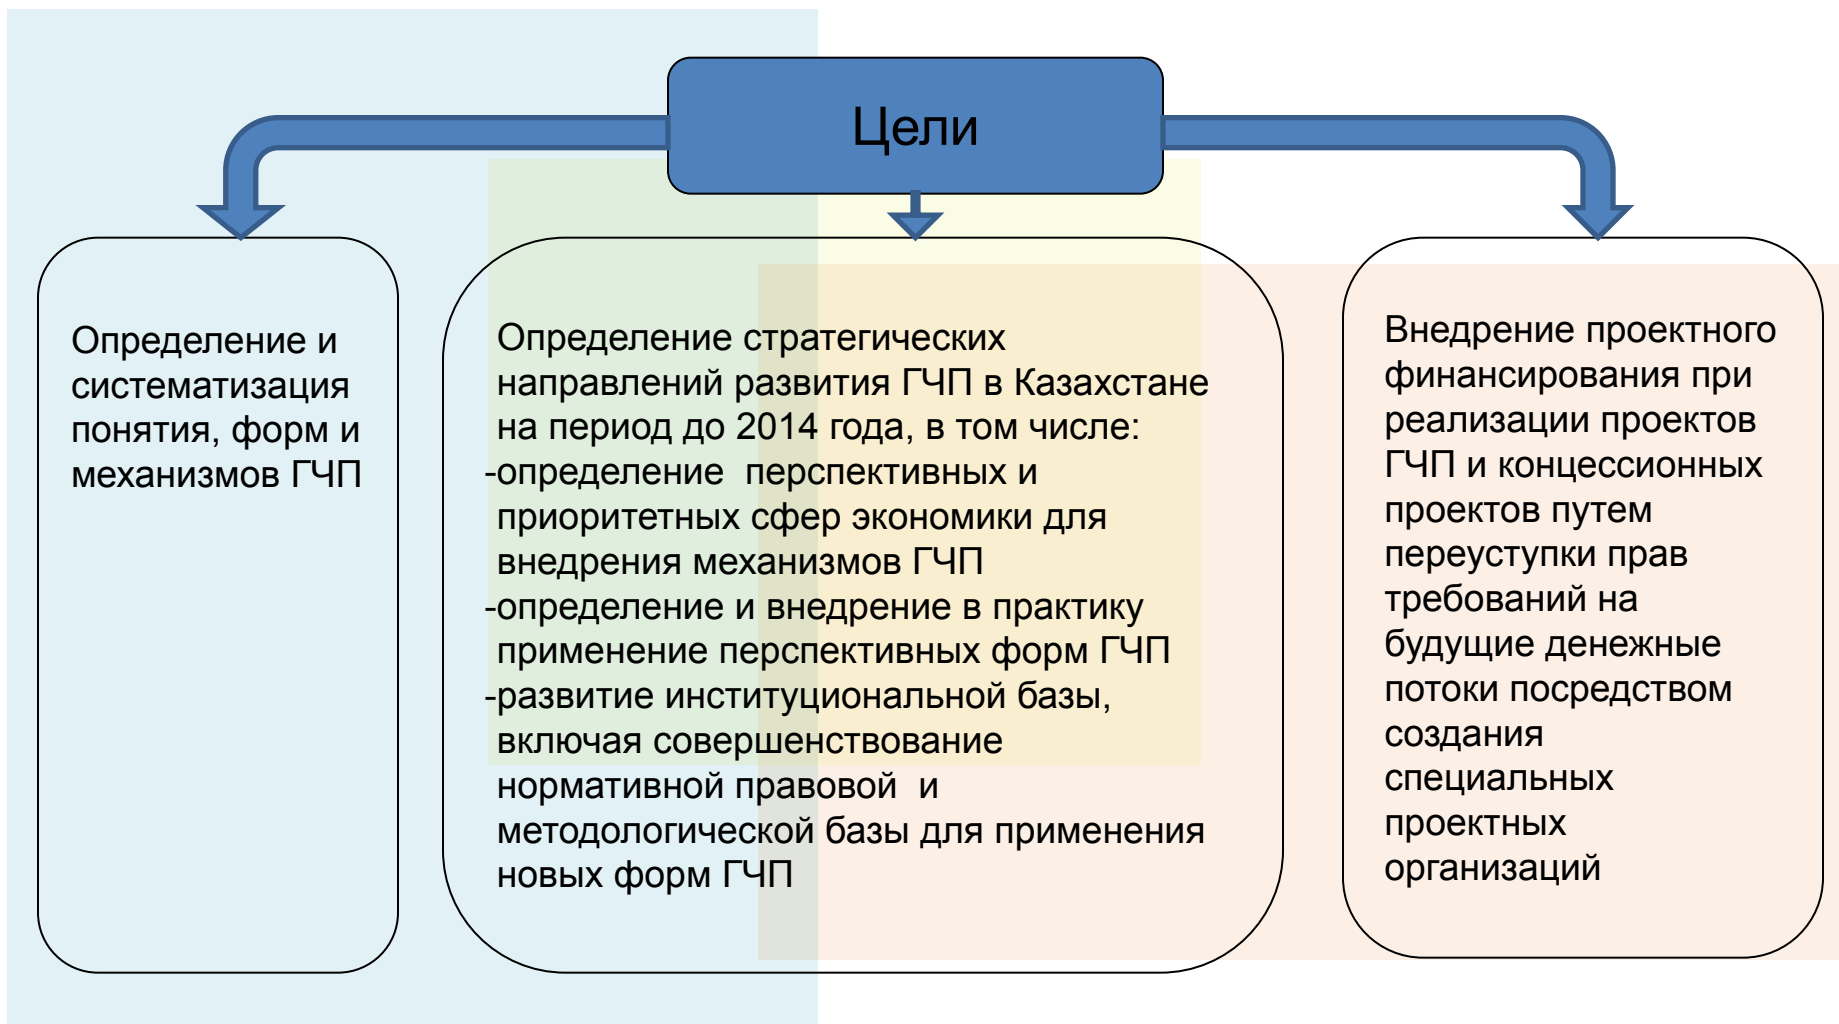 Цели
Определение и
систематизация
понятия, форм и
механизмов ГЧП
Определение стратегических
направлений развития ГЧП в Казахстане
на период до 2014 года, в том числе:
-определение  перспективных и
приоритетных сфер экономики для
внедрения механизмов ГЧП
-определение и внедрение в практику
применение перспективных форм ГЧП
-развитие институциональной базы,
включая совершенствование
нормативной правовой  и
методологической базы для применения
новых форм ГЧП
Внедрение проектного
финансирования при
реализации проектов
ГЧП и концессионных
проектов путем
переуступки прав
требований на
будущие денежные
потоки посредством
создания
специальных
проектных
организаций